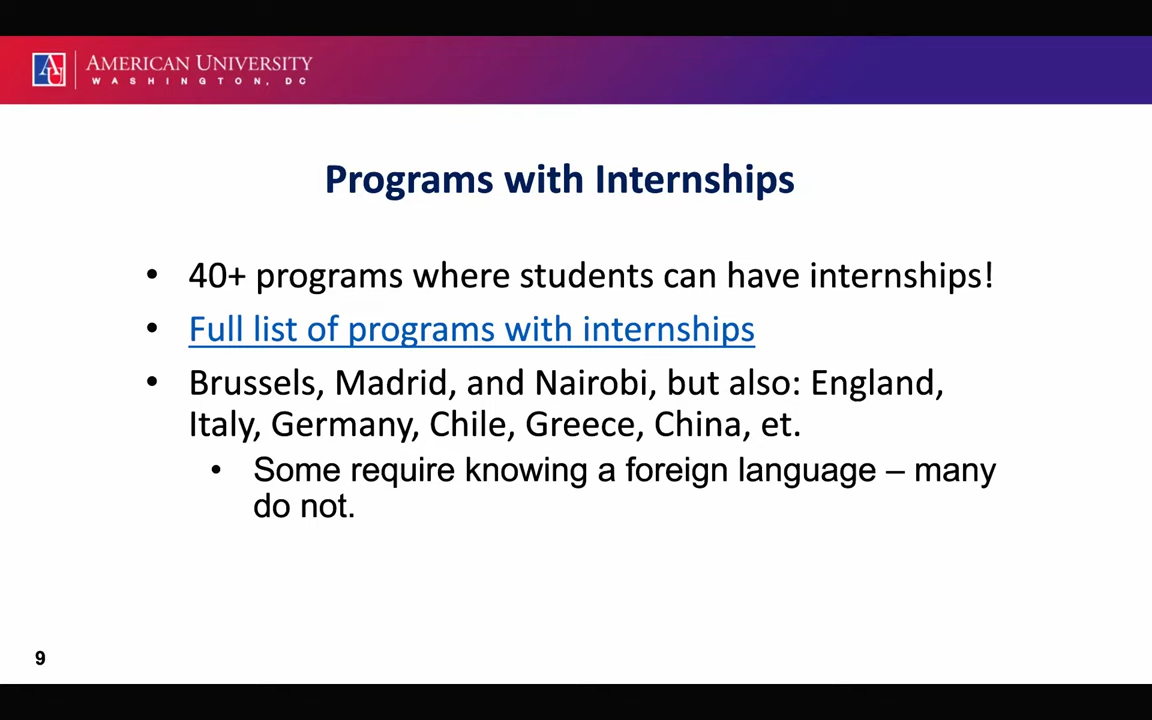 AU
AMERICAN UNIVERSITY
WASHINGTON, DC
Programs with Internships
• 40+ programs where students can have internships!
• Full list of programs with internships
• Brussels, Madrid, and Nairobi, but also: England,
Italy, Germany, Chile, Greece, China, et.
• Some require knowing a foreign language – many
do not.
9